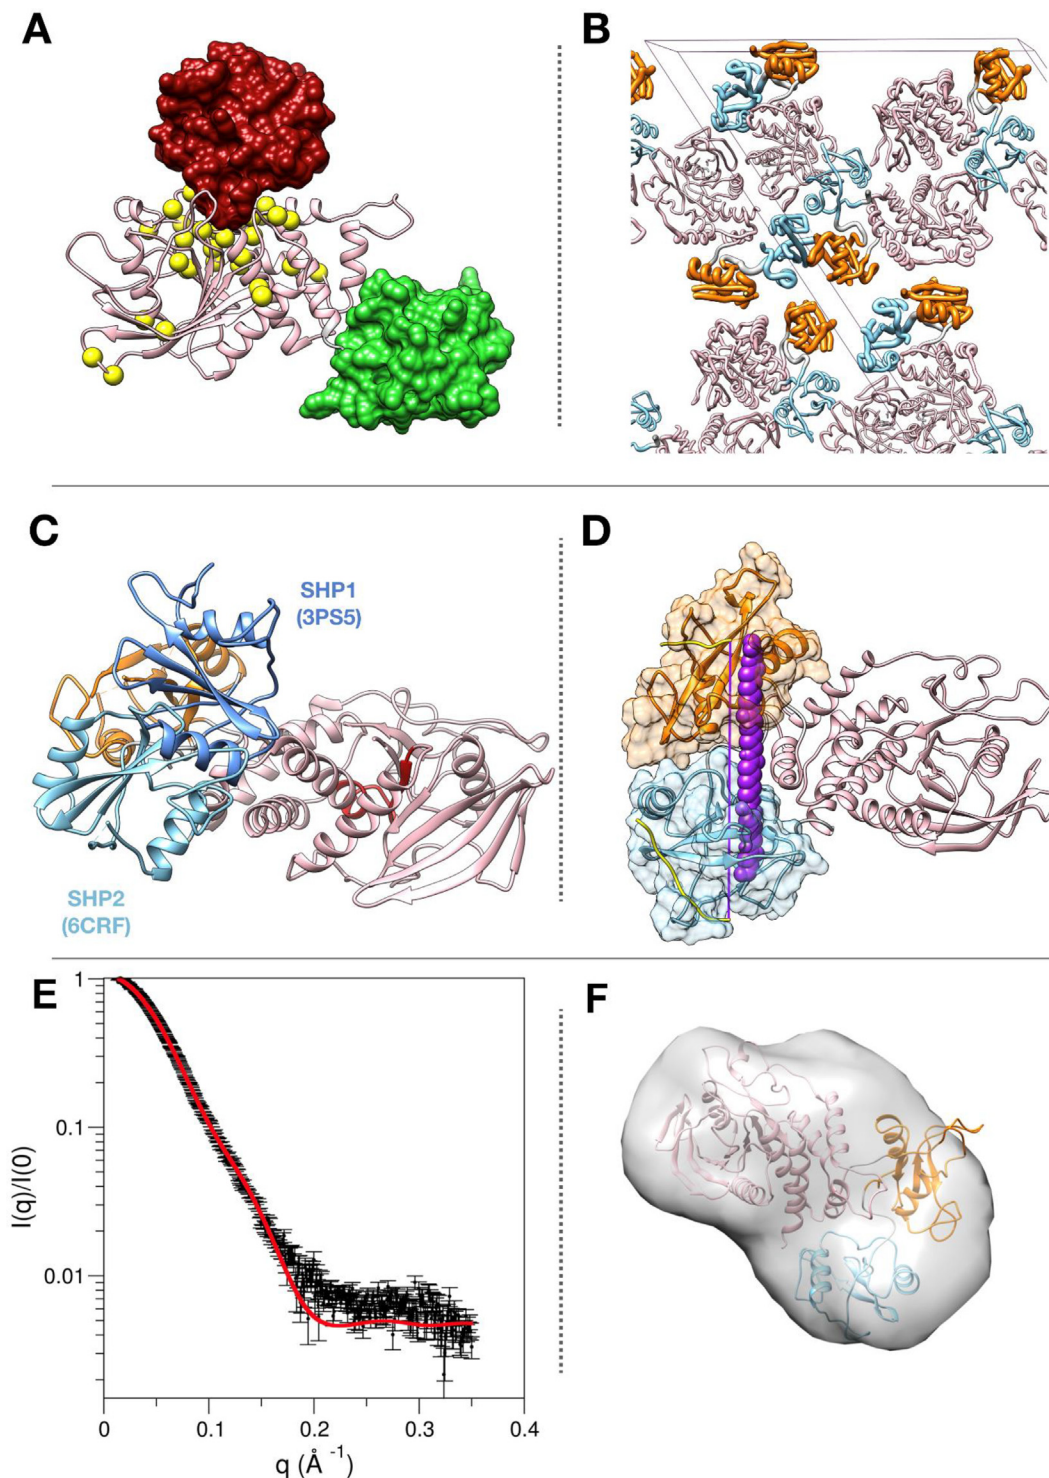 A
B
C
SHP1
(3PS5)
SHP2
(6CRF)
D
E
1
0.1
0.01
I(q)/I(0)
0
0.1
0.2
0.3
0.4
q (Å -1)
F